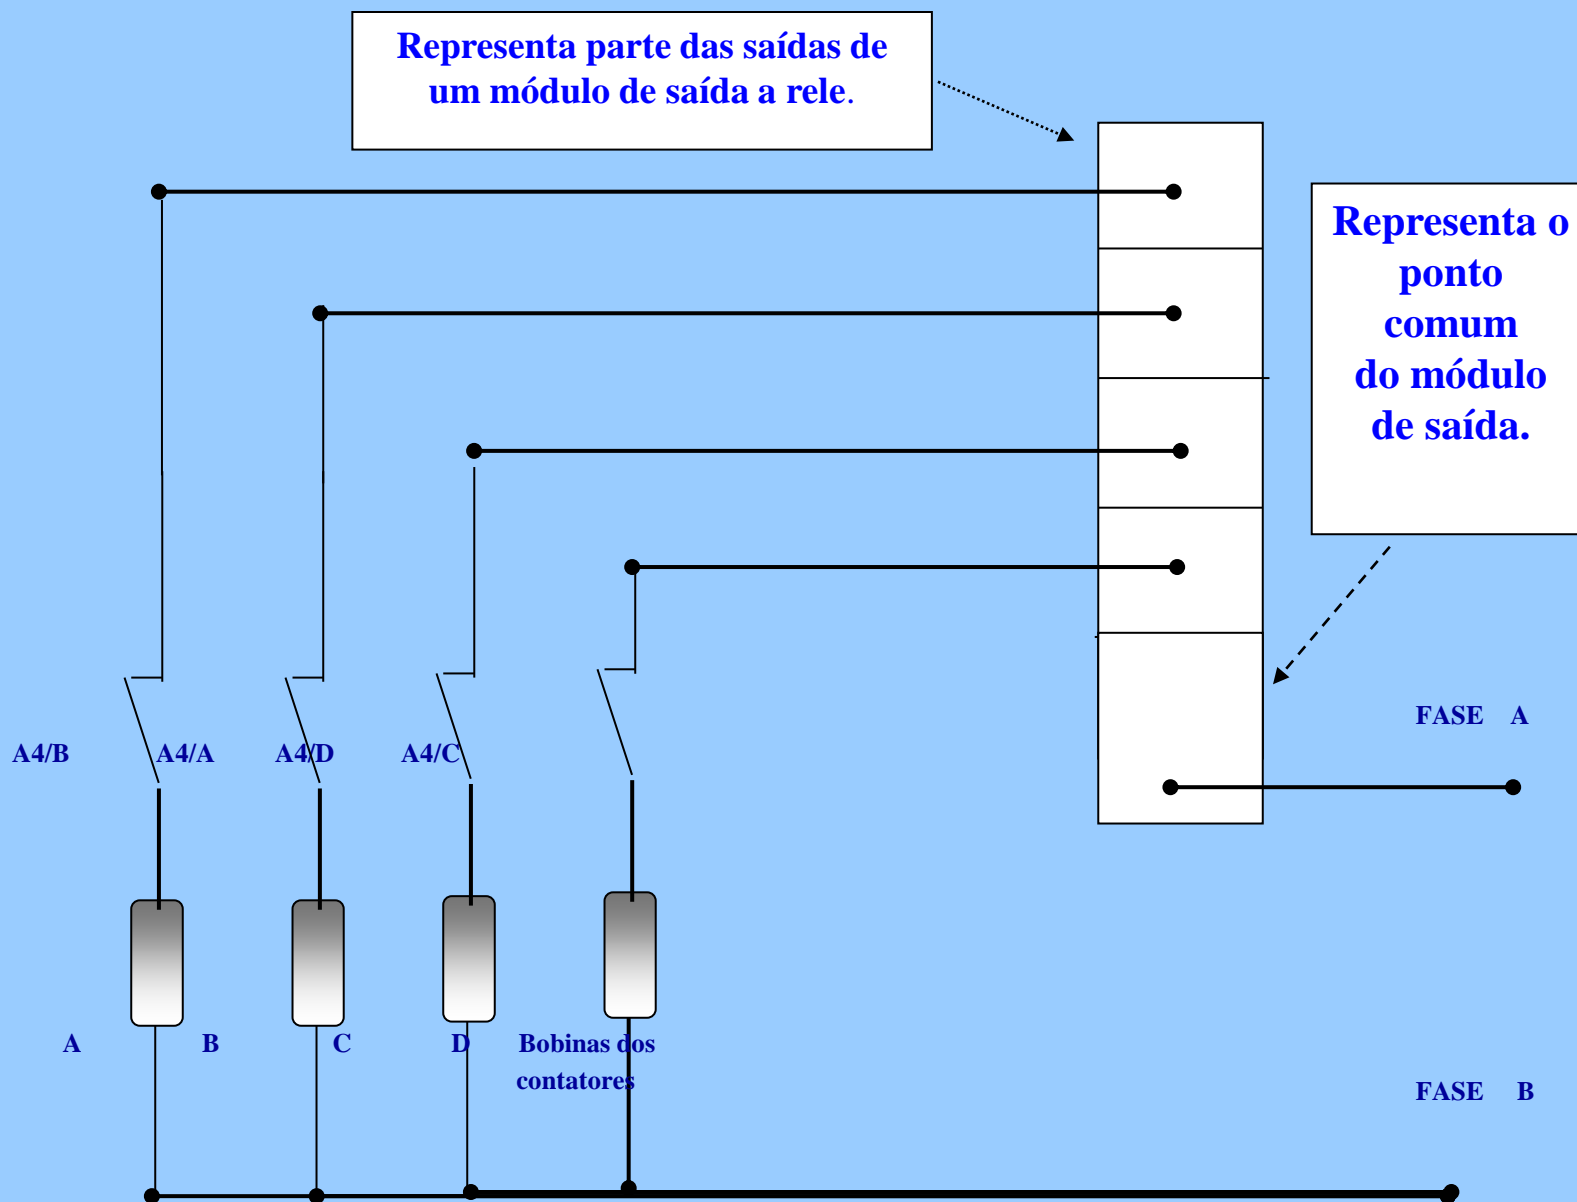 Representa parte das saídas de
um módulo de saída a rele.
Representa o
ponto
comum
do módulo
de saída.
FASE A
A4/B A4/A A4/D A4/C
A B C D Bobinas dos
contatores
FASE B